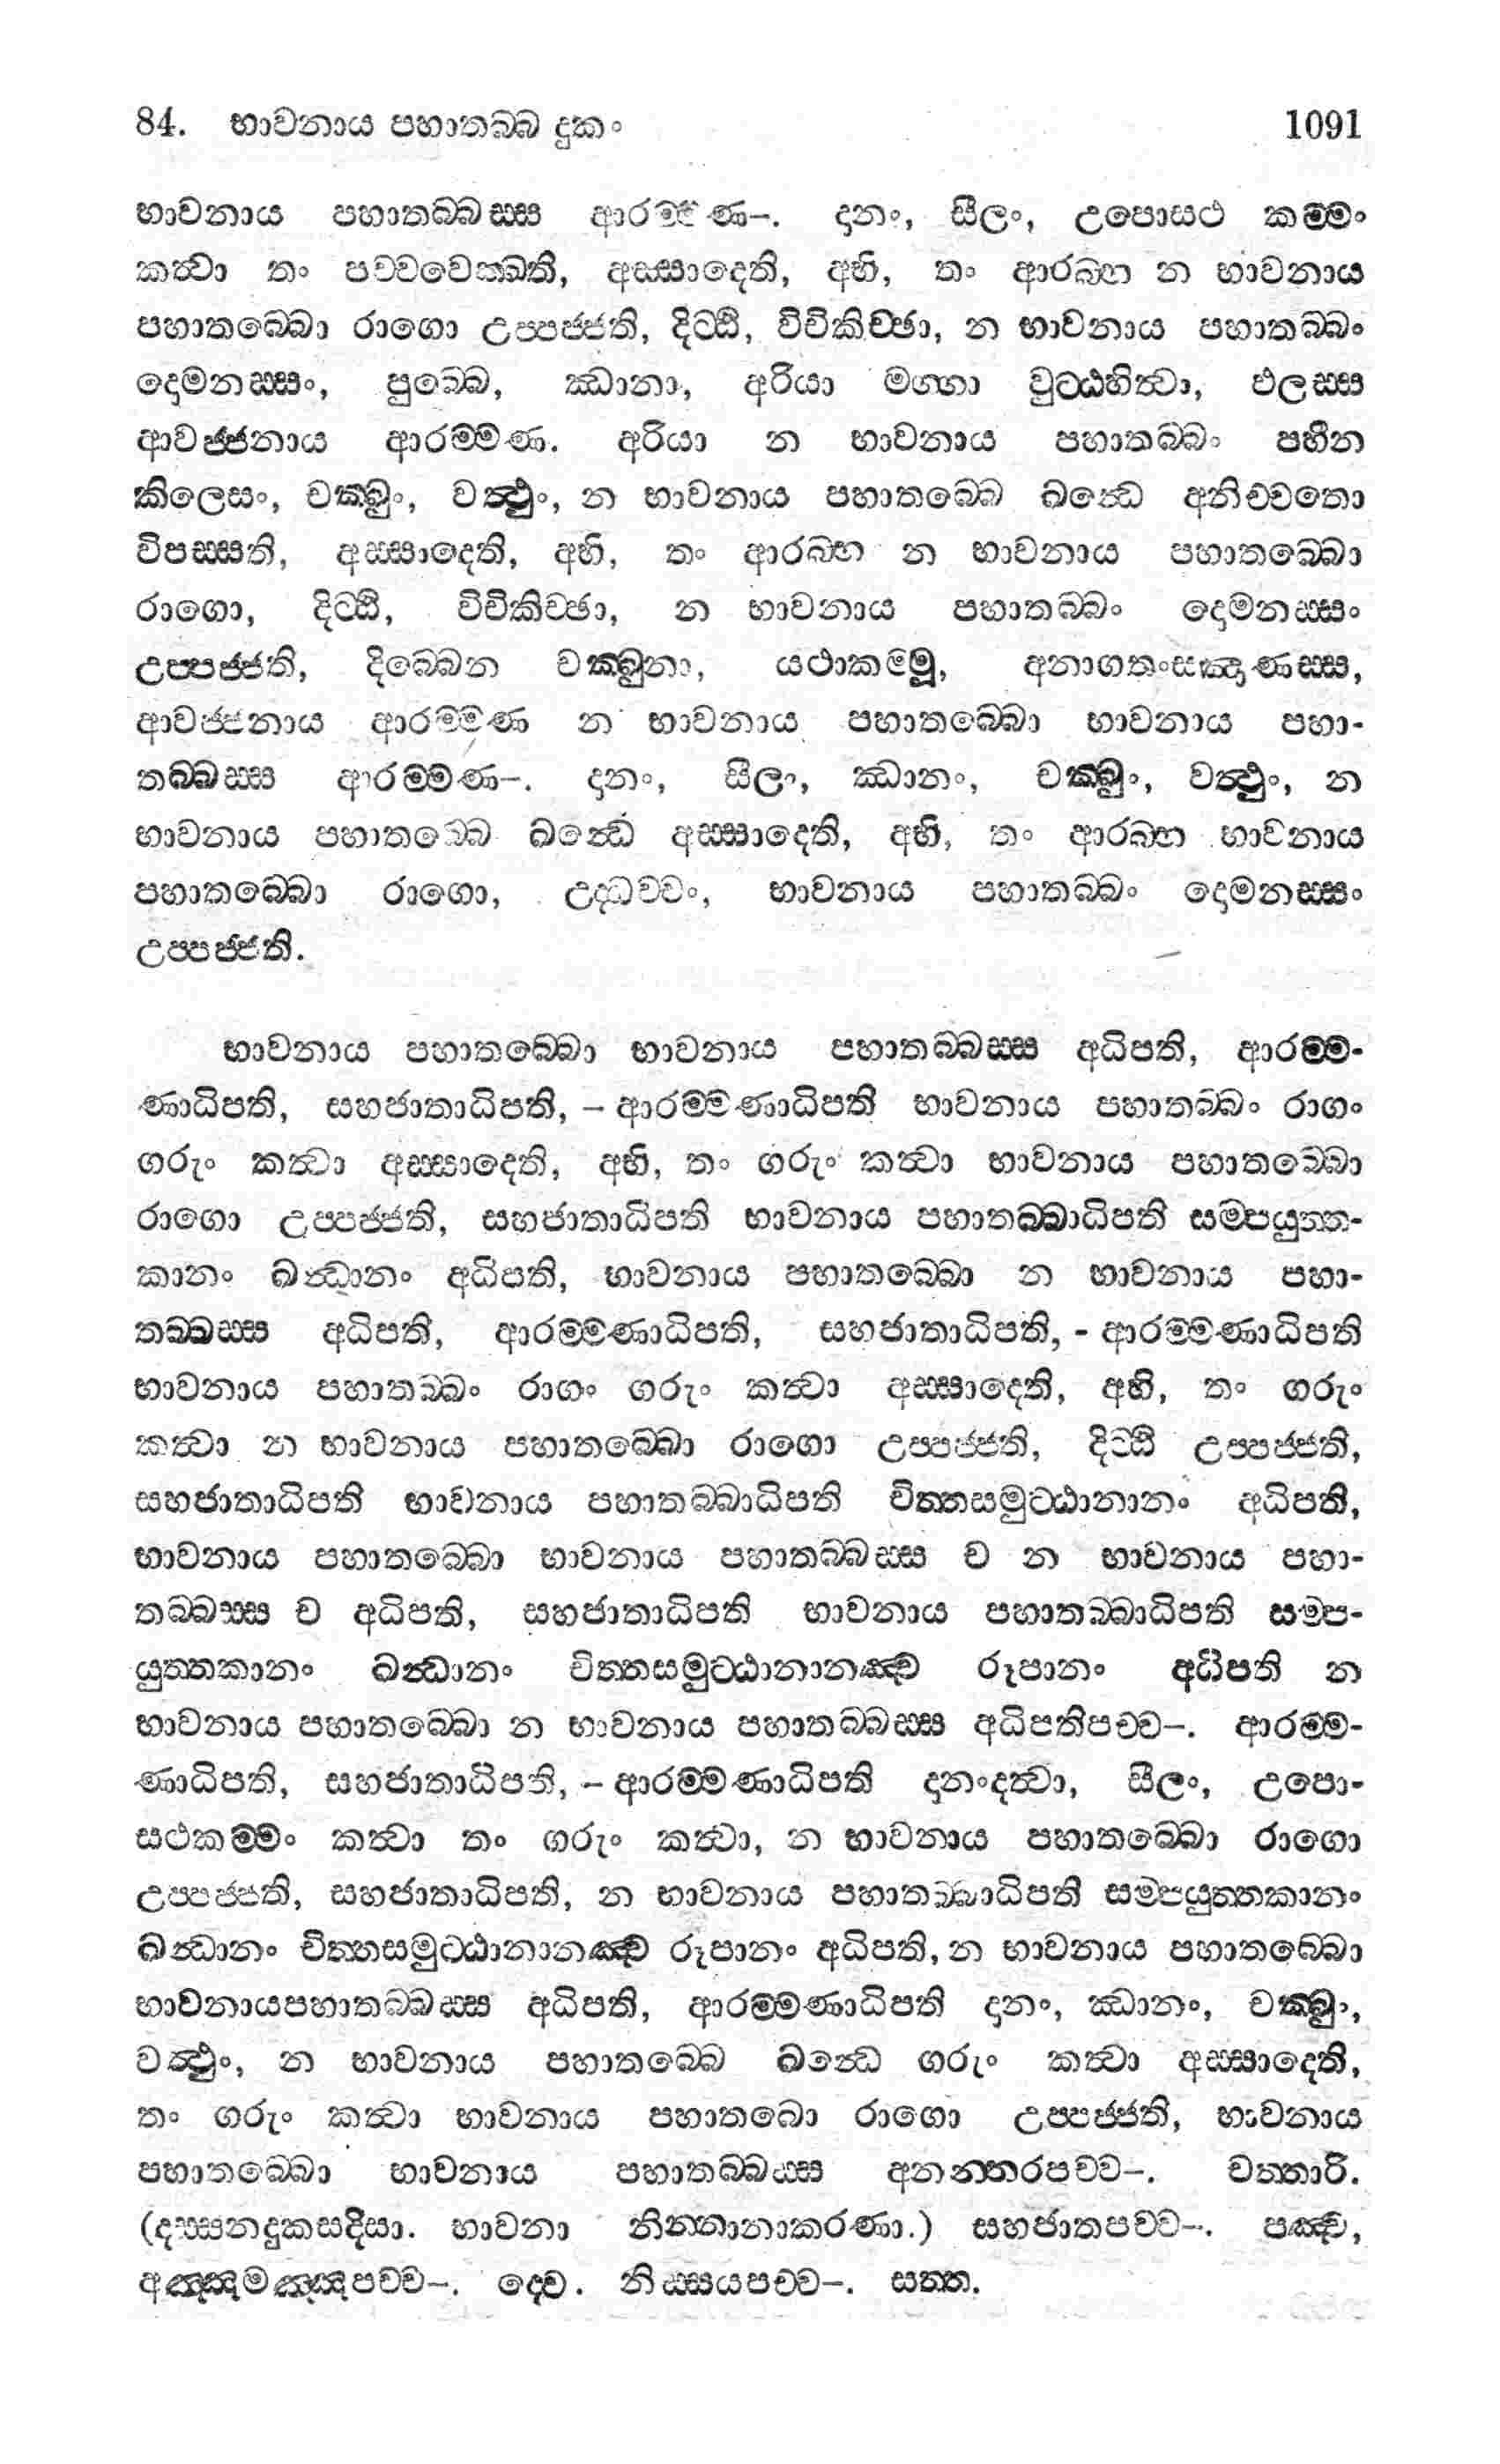 84. භාවනාය පහාතබ්බ දුකං 1091
භාවනාය පහාතබ්බස්ස ආරම්මණ–. දානං, සීලං, උපොසථ කම්මං
කත්වා තං පච්චවෙක්ඛති, අස්සාදෙති, අභි, තං ආරබ්භ න භාවනාය
පහාතබ්බො රාගො උප්පජ්ජති, දිට්ඨි, විචිකිච්ඡා, න භාවනාය පහාතබ්බං
දොමනස්සං, පුබ්බෙ, ඣානා, අරියා මග්ගා වුට්ඨහිත්වා, ඵලස්ස
ආවජ්ජනාය ආරම්මණ. අරියා න භාවනාය පහාතබ්බං පහීන
කිලෙසං, චක්ඛුං, වත්ථුං, න භාවනාය පහාතබ්බෙ ඛන්ධෙ අනිච්චතො
විපස්සති, අස්සාදෙති, අභි, තං ආරබ්භ න භාවනාය පහාතබ්බො
රාගො, දිට්ඨි, විචිකිච්ඡා, න භාවනාය පහාතබ්බං දොමනස්සං
උප්පජ්ජති, දිබ්බෙන චක්ඛුනා, යථාකම්මූ, අනාගතංසඤාණස්ස,
ආවජ්ජනාය ආරම්මණ න භාවනාය පහාතබ්බො භාවනාය පහා-
තබ්බස්ස ආරම්මණ–. දානං, සීලං, ඣානං, චක්ඛුං, වත්ථුං, න
භාවනාය පහාතබ්බෙ ඛන්ධෙ අස්සාදෙති, අභි, තං ආරබ්භ භාවනාය
පහාතබ්බො රාගො, උද්ධච්චං, භාවනාය පහාතබ්බං දොමනස්සං
උප්පජ්ජති.
භාවනාය පහාතබ්බො භාවනාය පහාතබ්බස්ස අධිපති, ආරම්ම-
ණාධිපති, සහජාතාධිපති, – ආරම්මණාධිපති භාවනාය පහාතබ්බං රාගං
ගරුං කත්වා අස්සාදෙති, අභි, තං ගරුං කත්වා භාවනාය පහාතබ්බො
රාගො උප්පජ්ජති, සහජාතාධිපති භාවනාය පහාතබ්බාධිපති සම්පයුත්ත-
කානං ඛන්ධානං අධිපති, භාවනාය පහාතබ්බො න භාවනාය පහා-
තබ්බස්ස අධිපති, ආරම්මණාධිපති, සහජාතාධිපති, - ආරම්මණාධිපති
භාවනාය පහාතබ්බං රාගං ගරුං කත්වා අස්සාදෙති, අභි, තං ගරුං
කත්වා න භාවනාය පහාතබ්බො රාගො උප්පජ්ජති, දිට්ඨි උප්පජ්ජති,
සහජාතාධිපති භාවනාය පහාතබ්බාධිපති චිත්තසමුට්ඨානානං අධිපති,
භාවනාය පහාතබ්බො භාවනාය පහාතබ්බස්ස ච න භාවනාය පහා-
තබ්බස්ස ච අධිපති, සහජාතාධිපති භාවනාය පහාතබ්බාධිපති සම්ප-
යුත්තකානං ඛන්ධානං චිත්තසමුට්ඨානානඤ්ච රූපානං අධිපති න
භාවනාය පහාතබ්බො න භාවනාය පහාතබ්බස්ස අධිපතිපච්ච–. ආරම්ම-
ණාධිපති, සහජාතාධිපති, – ආරම්මණාධිපති දානංදත්වා, සීලං, උපො-
සථකම්මං කත්වා තං ගරුං කත්වා, න භාවනාය පහාතබ්බො රාගො
උප්පජ්ජති, සහජාතාධිපති, න භාවනාය පහාතබ්බාධිපති සම්පයුත්තකානං
ඛන්ධානං චිත්තසමුට්ඨානානඤ්ච රූපානං අධිපති, න භාවනාය පහාතබ්බො
භාවනායපහාතබ්බස්ස අධිපති, ආරම්මණාධිපති දානං, ඣානං, චක්ඛුං,
වත්ථුං, න භාවනාය පහාතබ්බෙ ඛන්ධෙ ගරුං කත්වා අස්සාදෙති,
තං ගරුං කත්වා භාවනාය පහාතබො රාගො උප්පජ්ජති, භාවනාය
පහාතබ්බො භාවනාය පහාතබ්බස්ස අනන්තරපච්ච–. චත්තාරි.
(දස්සනදුකසදිසා. භාවනා නින්නානාකරණා.) සහජාතපච්ච–. පඤ්ච,
අඤ්ඤමඤ්ඤපච්ච–. ද්වෙ. නිස්සයපච්ච–. සත්ත.